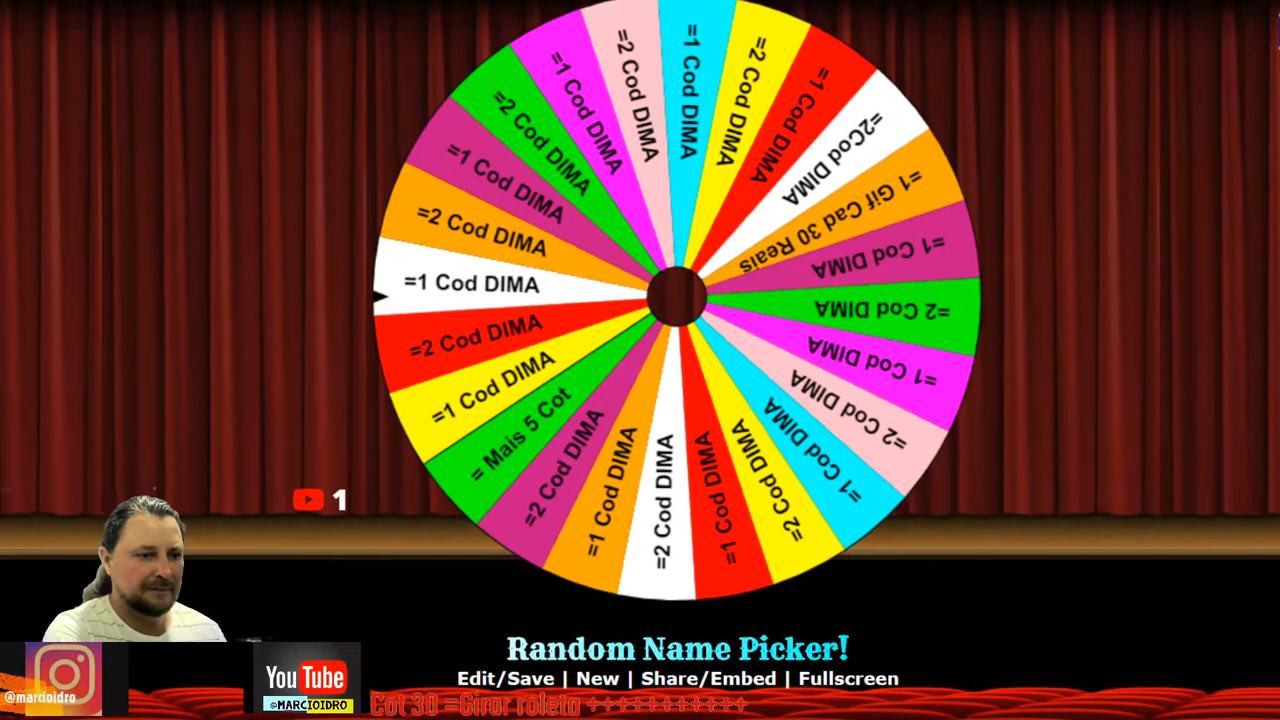 =1 Cod DIMA
=2 Cod DIMA
=1 Cod DIMA
=2Cod DIMA
=1 Gif Cad 30 Reais
=1 Cod DIMA
=2 Cod DIMA
=1 Cod DIMA
=2 Cod DIMA
=1 Cod DIMA
=2 Cod DIMA
=1 Cod DIMA
=2 Cod DIMA
=1 Cod DIMA
=2 Cod DIMA
= Mais 5 Cot
=1 Cod DIMA
=2 Cod DIMA
=1 Cod DIMA
=2 Cod DIMA
=1 Cod DIMA
=2 Cod DIMA
=1 Cod DIMA
=2 Cod DIMA
1
Random Name Picker!
Edit/Save | New | Share/Embed | Fullscreen
@marcioidro
YouTube
@MARCIOIDRO
Cot 30 =Girar roleta +++++++++++